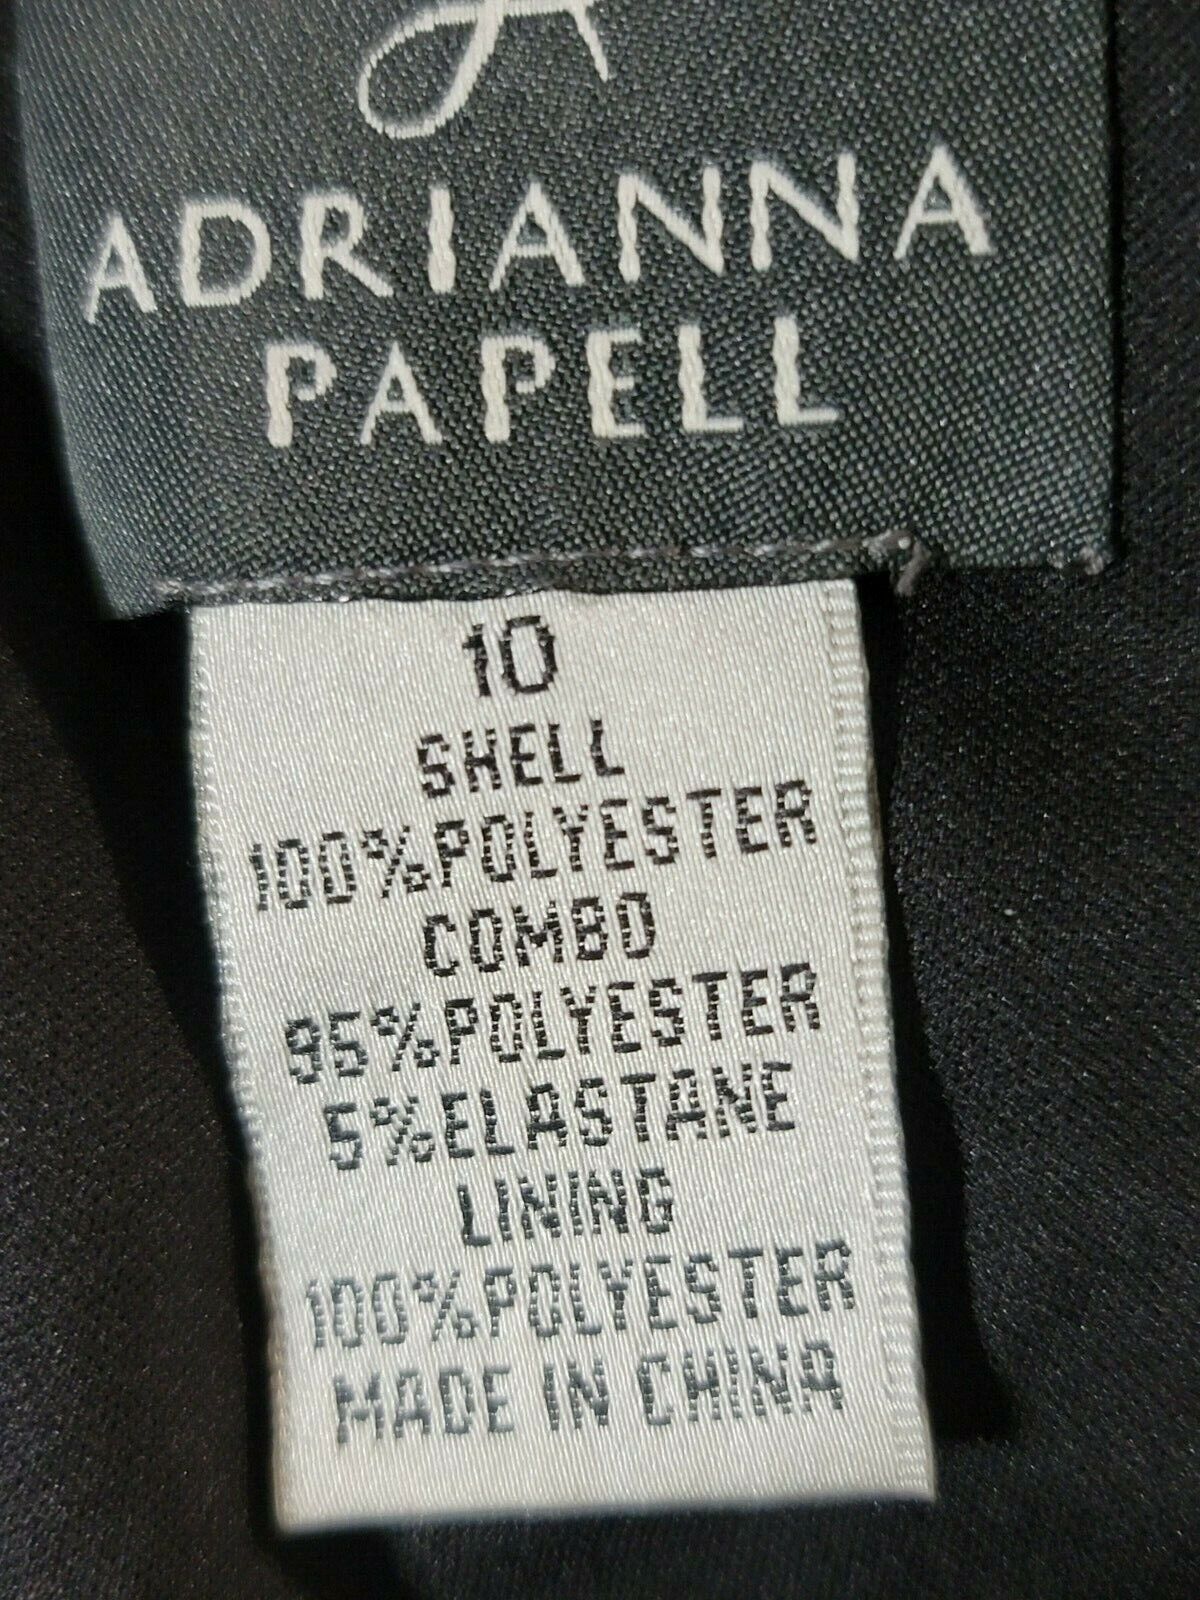 A
ADRIANNA
PAPELL
10
SHELL
100%POLYESTER
COMBO
95%POLYESTER
5%ELASTANE
LINING
100%POLYESTER
MADE IN CHINA